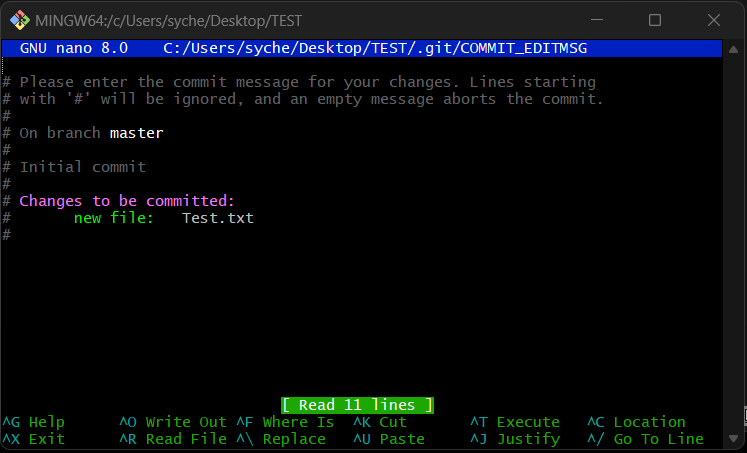 MINGW64:/c/Users/syche/Desktop/TEST
GNU nano 8.0    C:/Users/syche/Desktop/TEST/.git/COMMIT_EDITMSG
# Please enter the commit message for your changes. Lines starting
# with '#' will be ignored, and an empty message aborts the commit.
#
# On branch master
#
# Initial commit
#
# Changes to be committed:
#       new file:   Test.txt
#
[ Read 11 lines ]
^G Help    ^O Write Out ^F Where Is  ^K Cut    ^T Execute   ^C Location
^X Exit    ^R Read File ^\ Replace   ^U Paste  ^J Justify   ^/ Go To Line